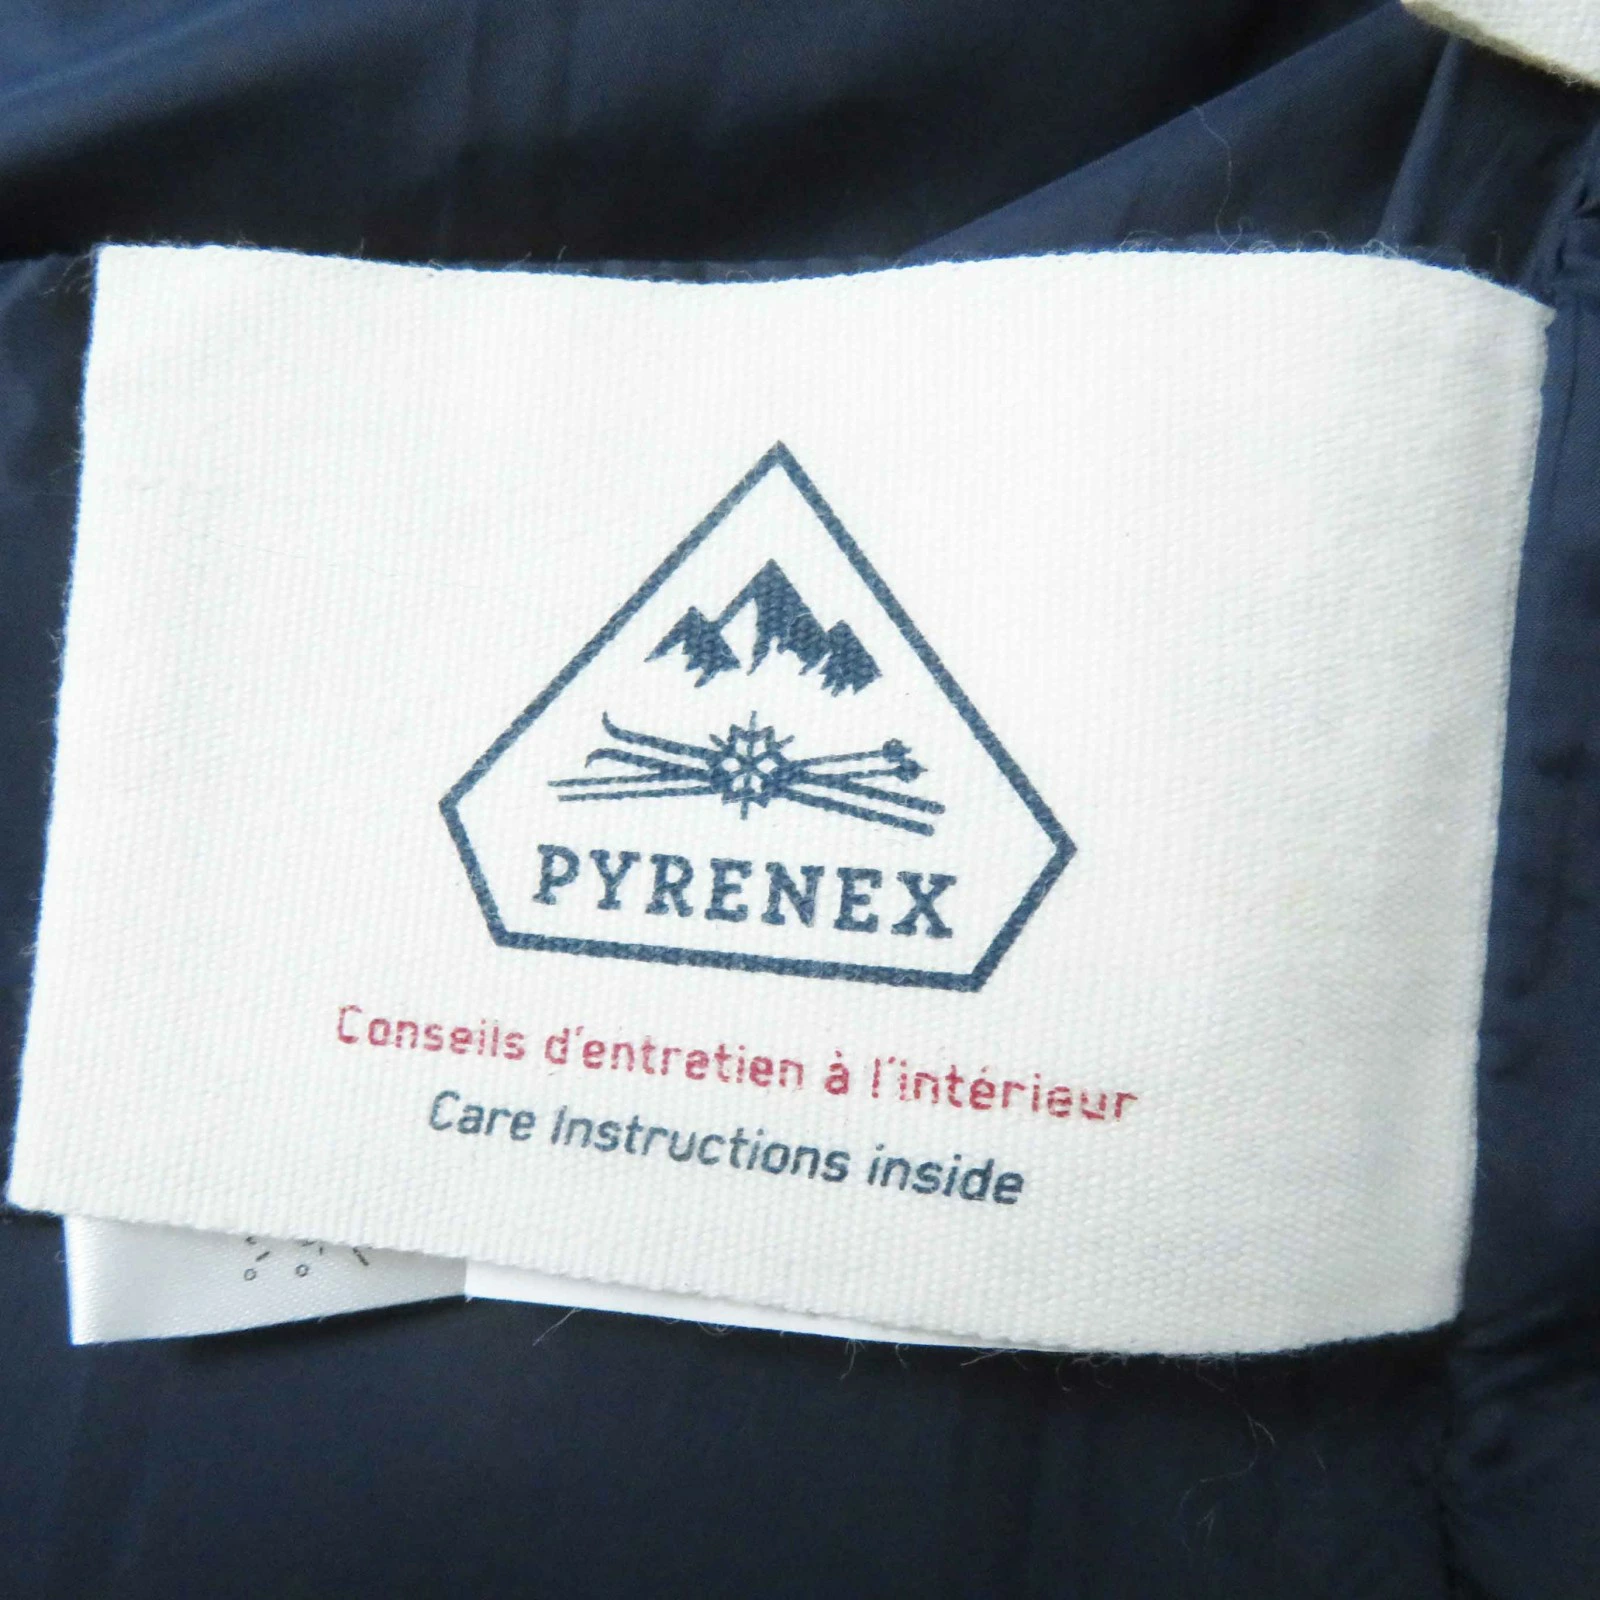 PYRENEX
Conseils d'entretien à l'intérieur
Care Instructions inside